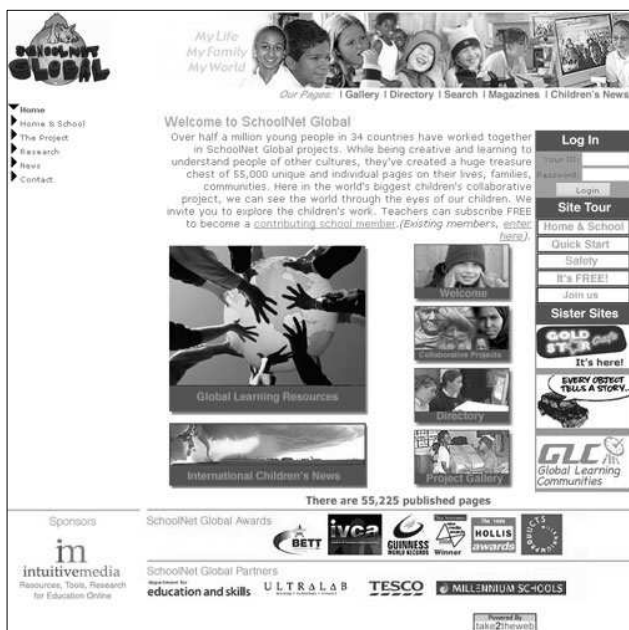 SCHOOLNET
GLOBAL
My Life
My Family
My World
Our Pages: | Gallery | Directory | Search | Magazines | Children's News
Home
Home & School
The Project
Research
News
Contact
Welcome to SchoolNet Global
Over half a million young people in 34 countries have worked together
in SchoolNet Global projects. While being creative and learning to
understand people of other cultures, they've created a huge treasure
chest of 55,000 unique and individual pages on their lives, families,
communities. Here in the world's biggest children's collaborative
project, we can see the world through the eyes of our children. We
invite you to explore the children's work. Teachers can subscribe FREE
to become a contributing school member.(Existing members, enter
here).
Log In
Your ID:
Password:
Login
Site Tour
Home & School
Quick Start
Safety
It's FREE!
Join us
Sister Sites
GOLD
STAR Cafe
It's here!
EVERY OBJECT
TELLS A STORY...
GLC
Global Learning
Communities
Global Learning Resources
International Children's News
Welcome
Collaborative Projects
Directory
Project Gallery
There are 55,225 published pages
Sponsors
im
intuitivemedia
Resources, Tools, Research
for Education Online
SchoolNet Global Awards
BETT
ivca
GUINNESS
WORLD RECORDS
Winner
HOLLIS
awards
SchoolNet Global Partners
department for
education and skills
ULTRALAB
TESCO
MILLENNIUM SCHOOLS
Powered By
take2theweb